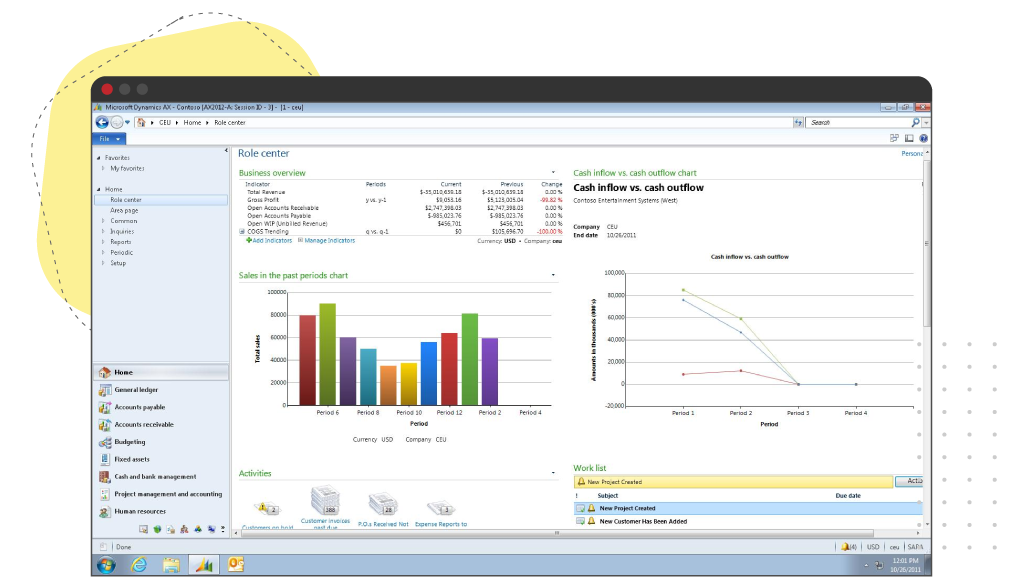 Microsoft Dynamics AX - Contoso [AX2012-A: Session ID - 3] - [1 - ceu]
CEU Home Role center
Search
File
Favorites
My favorites
Home
Role center
Area page
Common
Inquiries
Reports
Periodic
Setup
Home
General ledger
Accounts payable
Accounts receivable
Budgeting
Fixed assets
Cash and bank management
Project management and accounting
Human resources
Role center
Persona
Business overview
Indicator Periods Current Previous Change
Total Revenue $-35,010,639.18 $-35,010,639.18 0.00 %
Gross Profit y vs. y-1 $9,053.16 $5,123,005.04 -99.82 %
Open Accounts Receivable $2,747,398.03 $2,747,398.03 0.00 %
Open Accounts Payable $-985,023.76 $-985,023.76 0.00 %
Open WIP (Unbilled Revenue) $456,701 $456,701 0.00 %
COGS Trending q vs. q-1 $0 $105,696.70 -100.00 %
Add indicators Manage Indicators
Currency: USD • Company: ceu
Sales in the past periods chart
100000
80000
60000
40000
20000
0
Total sales
Period 6 Period 8 Period 10 Period 12 Period 2 Period 4
Period
Currency USD Company CEU
Activities
2
388
28
3
Customers on hold
Customer invoices
past due
P.O.s Received Not
Expense Reports to
Cash inflow vs. cash outflow chart
Cash inflow vs. cash outflow
Contoso Entertainment Systems (West)
Company CEU
End date 10/26/2011
Cash inflow vs. cash outflow
100,000
80,000
60,000
40,000
20,000
0
-20,000
Amounts in thousands (000's)
Period 1 Period 2 Period 3 Period 4
Period
Work list
New Project Created
Actio
! Subject Due date
New Project Created
New Customer Has Been Added
Done
(4) USD ceu
12:01 PM
10/26/2011